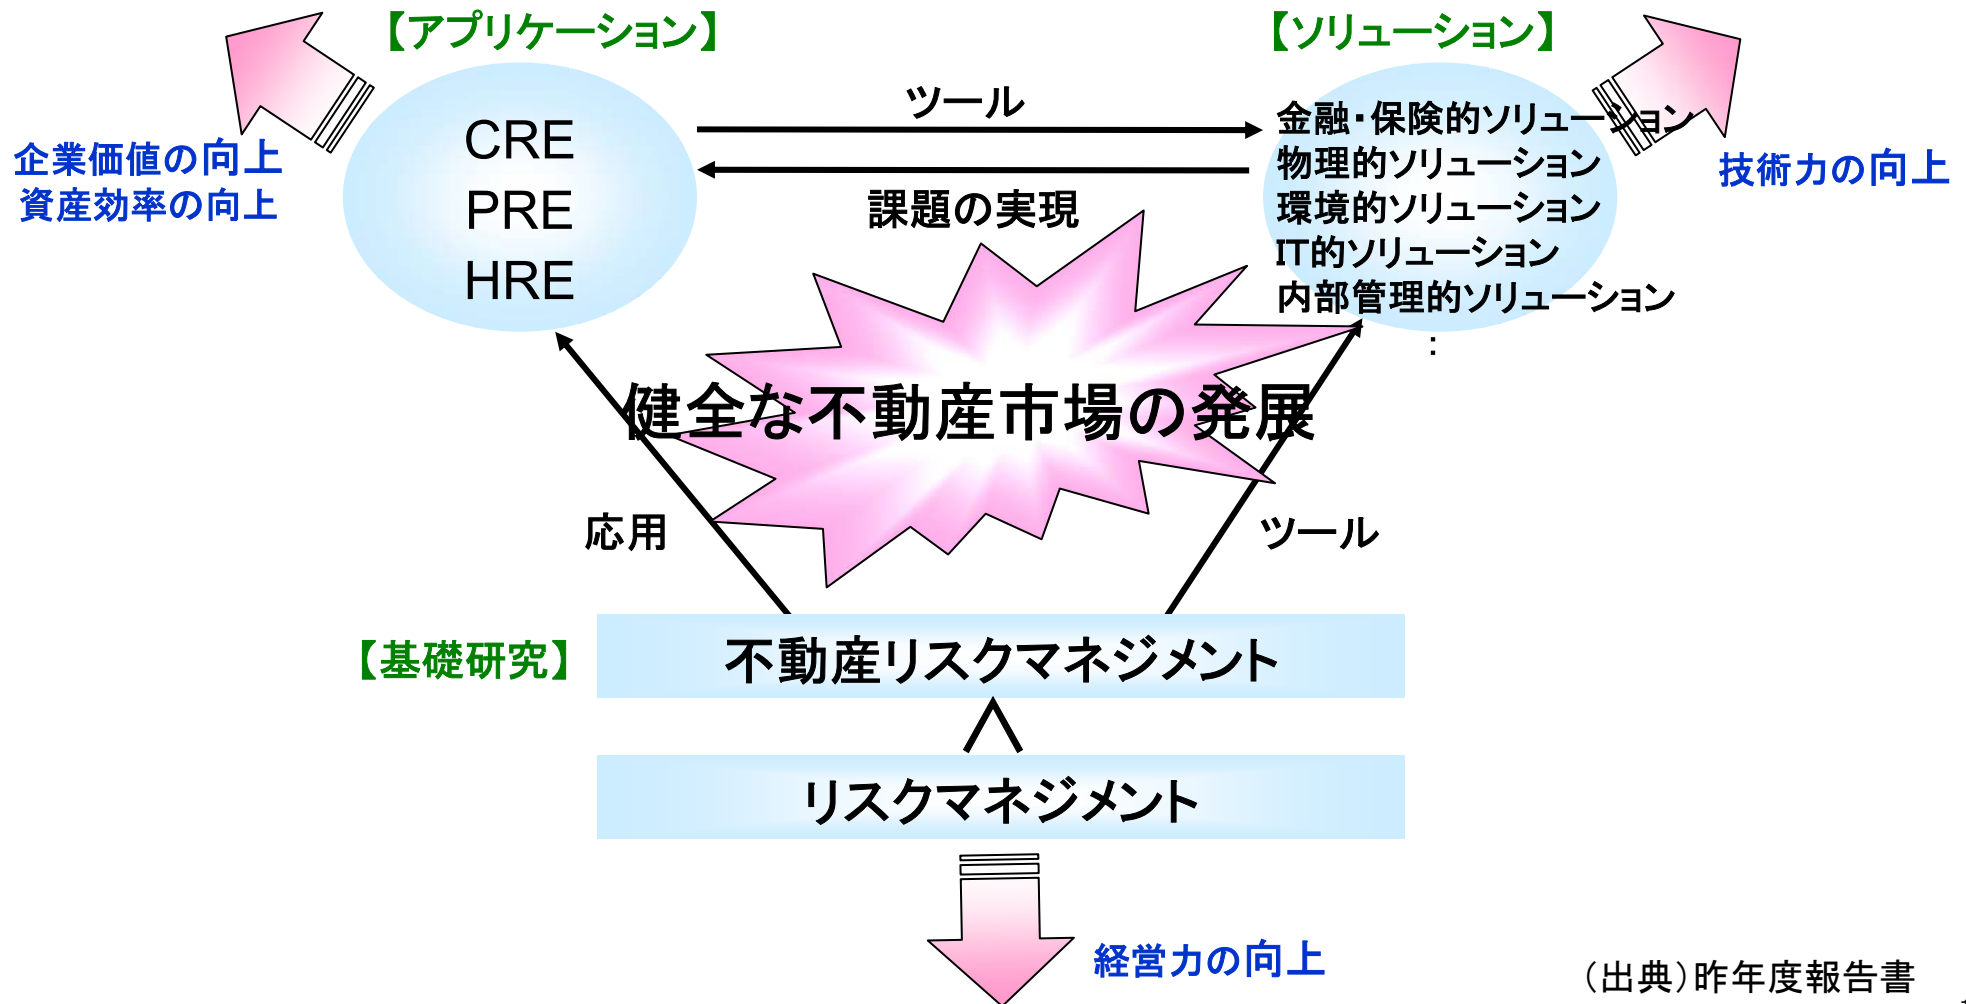 【アプリケーション】
【ソリューション】
CRE
PRE
HRE
ツール
課題の実現
金融・保険的ソリューション
物理的ソリューション
環境的ソリューション
IT的ソリューション
内部管理的ソリューション
：
企業価値の向上
資産効率の向上
技術力の向上
健全な不動産市場の発展
応用
ツール
【基礎研究】
不動産リスクマネジメント
リスクマネジメント
経営力の向上
（出典）昨年度報告書